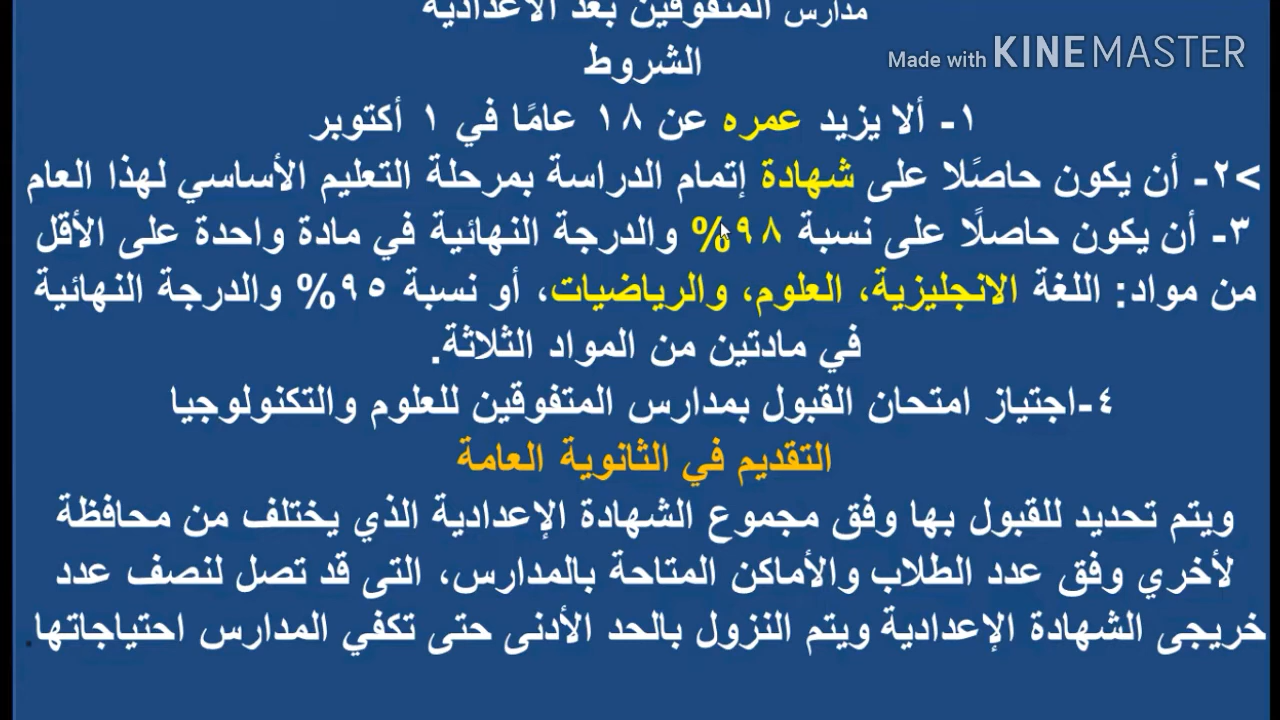 مدارس المتفوقين بعد الاعدادية
Made with KINEMASTER
الشروط
١- ألا يزيد عمره عن ١٨ عامًا في ١ أكتوبر
>٢- أن يكون حاصلًا على شهادة إتمام الدراسة بمرحلة التعليم الأساسي لهذا العام
٣- أن يكون حاصلًا على نسبة ٩٨% والدرجة النهائية في مادة واحدة على الأقل
من مواد: اللغة الانجليزية، العلوم، والرياضيات، أو نسبة ٩٥% والدرجة النهائية
في مادتين من المواد الثلاثة.
٤-اجتياز امتحان القبول بمدارس المتفوقين للعلوم والتكنولوجيا
التقديم في الثانوية العامة
ويتم تحديد للقبول بها وفق مجموع الشهادة الإعدادية الذي يختلف من محافظة
لأخري وفق عدد الطلاب والأماكن المتاحة بالمدارس، التى قد تصل لنصف عدد
خريجى الشهادة الإعدادية ويتم النزول بالحد الأدنى حتى تكفي المدارس احتياجاتها.